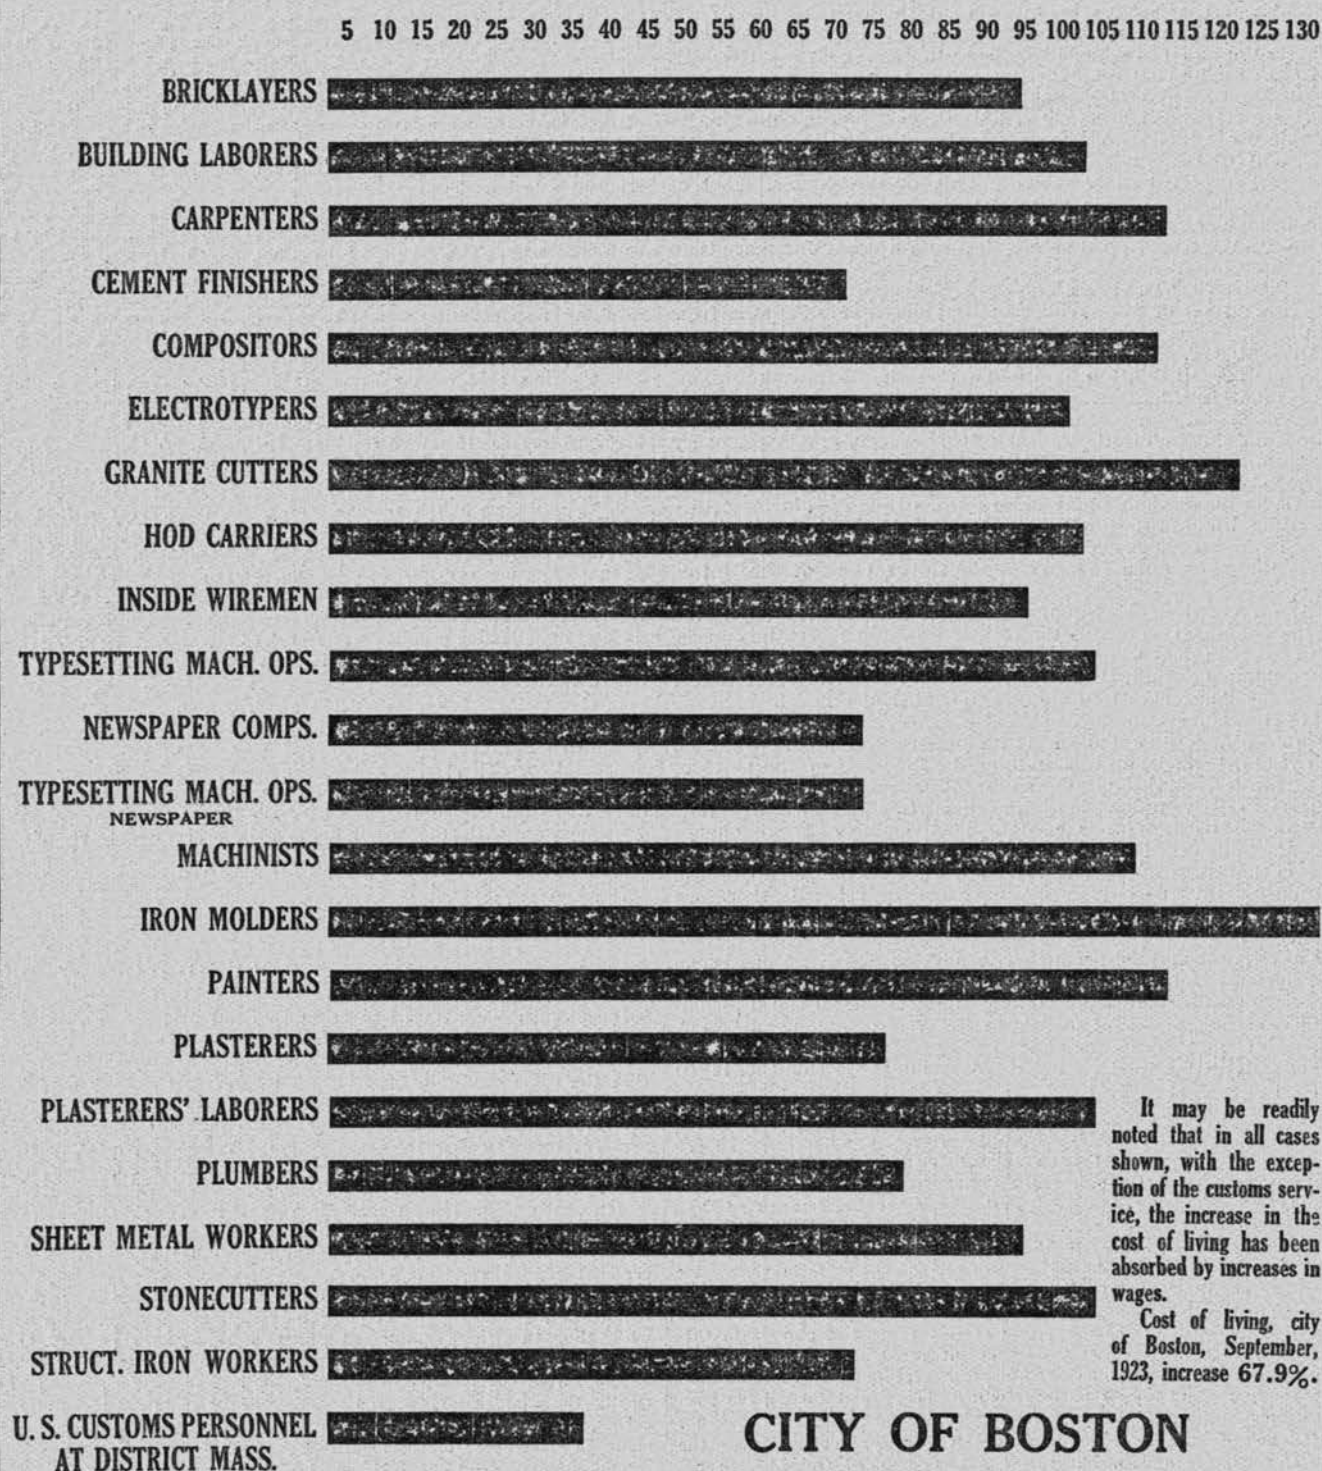 5 10 15 20 25 30 35 40 45 50 55 60 65 70 75 80 85 90 95 100 105 110 115 120 125 130
BRICKLAYERS
BUILDING LABORERS
CARPENTERS
CEMENT FINISHERS
COMPOSITORS
ELECTROTYPERS
GRANITE CUTTERS
HOD CARRIERS
INSIDE WIREMEN
TYPESETTING MACH. OPS.
NEWSPAPER COMPS.
TYPESETTING MACH. OPS.
NEWSPAPER
MACHINISTS
IRON MOLDERS
PAINTERS
PLASTERERS
PLASTERERS' LABORERS
PLUMBERS
SHEET METAL WORKERS
STONECUTTERS
STRUCT. IRON WORKERS
U. S. CUSTOMS PERSONNEL
AT DISTRICT MASS.
It may be readily
noted that in all cases
shown, with the excep-
tion of the customs serv-
ice, the increase in the
cost of living has been
absorbed by increases in
wages.
Cost of living, city
of Boston, September,
1923, increase 67.9%.
CITY OF BOSTON